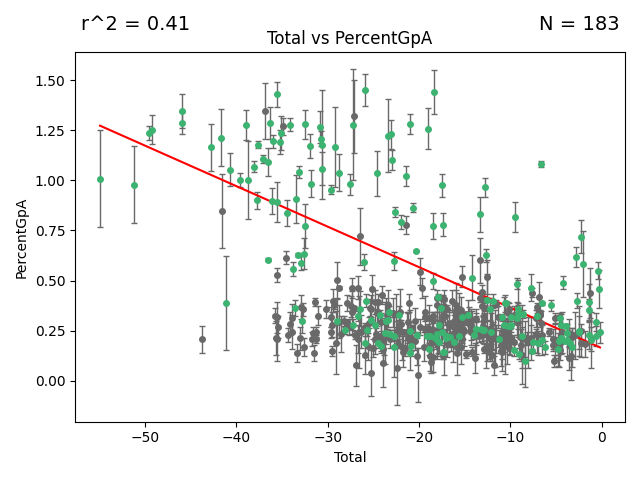 r^2 = 0.41
N = 183
Total vs PercentGpA
PercentGpA
1.50
1.25
1.00
0.75
0.50
0.25
0.00
−50
−40
−30
−20
−10
0
Total